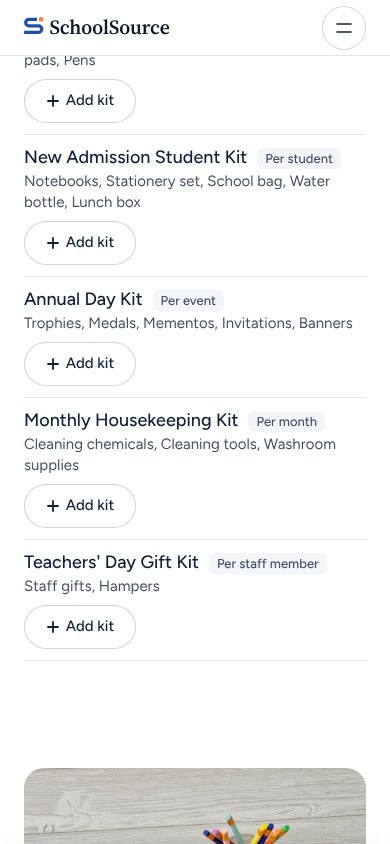 SchoolSource
pads, Pens
+ Add kit
New Admission Student Kit Per student
Notebooks, Stationery set, School bag, Water
bottle, Lunch box
+ Add kit
Annual Day Kit Per event
Trophies, Medals, Mementos, Invitations, Banners
+ Add kit
Monthly Housekeeping Kit Per month
Cleaning chemicals, Cleaning tools, Washroom
supplies
+ Add kit
Teachers' Day Gift Kit Per staff member
Staff gifts, Hampers
+ Add kit